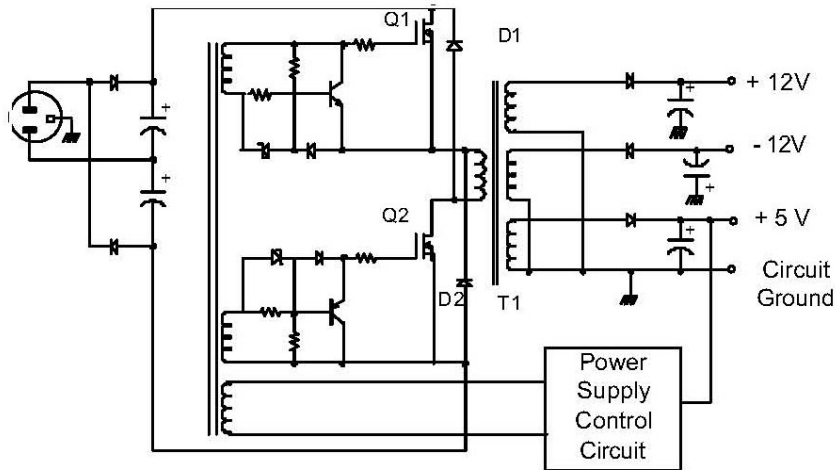 Q1
D1
+ 12V
- 12V
Q2
+ 5 V
D2
T1
Circuit
Ground
Power
Supply
Control
Circuit